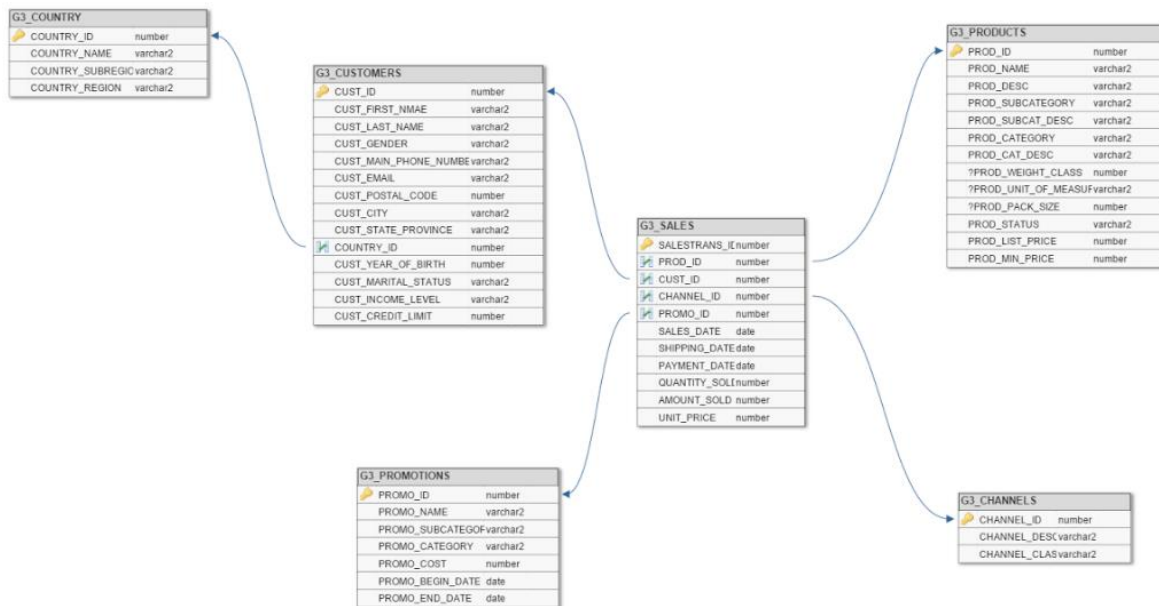 G3_COUNTRY
COUNTRY_ID number
COUNTRY_NAME varchar2
COUNTRY_SUBREGIC varchar2
COUNTRY_REGION varchar2
G3_CUSTOMERS
CUST_ID number
CUST_FIRST_NMAE varchar2
CUST_LAST_NAME varchar2
CUST_GENDER varchar2
CUST_MAIN_PHONE_NUMBE varchar2
CUST_EMAIL varchar2
CUST_POSTAL_CODE number
CUST_CITY varchar2
CUST_STATE_PROVINCE varchar2
COUNTRY_ID number
CUST_YEAR_OF_BIRTH number
CUST_MARITAL_STATUS varchar2
CUST_INCOME_LEVEL varchar2
CUST_CREDIT_LIMIT number
G3_SALES
SALESTRANS_I number
PROD_ID number
CUST_ID number
CHANNEL_ID number
PROMO_ID number
SALES_DATE date
SHIPPING_DATE date
PAYMENT_DATE date
QUANTITY_SOL number
AMOUNT_SOLD number
UNIT_PRICE number
G3_PRODUCTS
PROD_ID number
PROD_NAME varchar2
PROD_DESC varchar2
PROD_SUBCATEGORY varchar2
PROD_SUBCAT_DESC varchar2
PROD_CATEGORY varchar2
PROD_CAT_DESC varchar2
?PROD_WEIGHT_CLASS number
?PROD_UNIT_OF_MEASUR varchar2
?PROD_PACK_SIZE number
PROD_STATUS varchar2
PROD_LIST_PRICE number
PROD_MIN_PRICE number
G3_PROMOTIONS
PROMO_ID number
PROMO_NAME varchar2
PROMO_SUBCATEGOR varchar2
PROMO_CATEGORY varchar2
PROMO_COST number
PROMO_BEGIN_DATE date
PROMO_END_DATE date
G3_CHANNELS
CHANNEL_ID number
CHANNEL_DESC varchar2
CHANNEL_CLAS varchar2